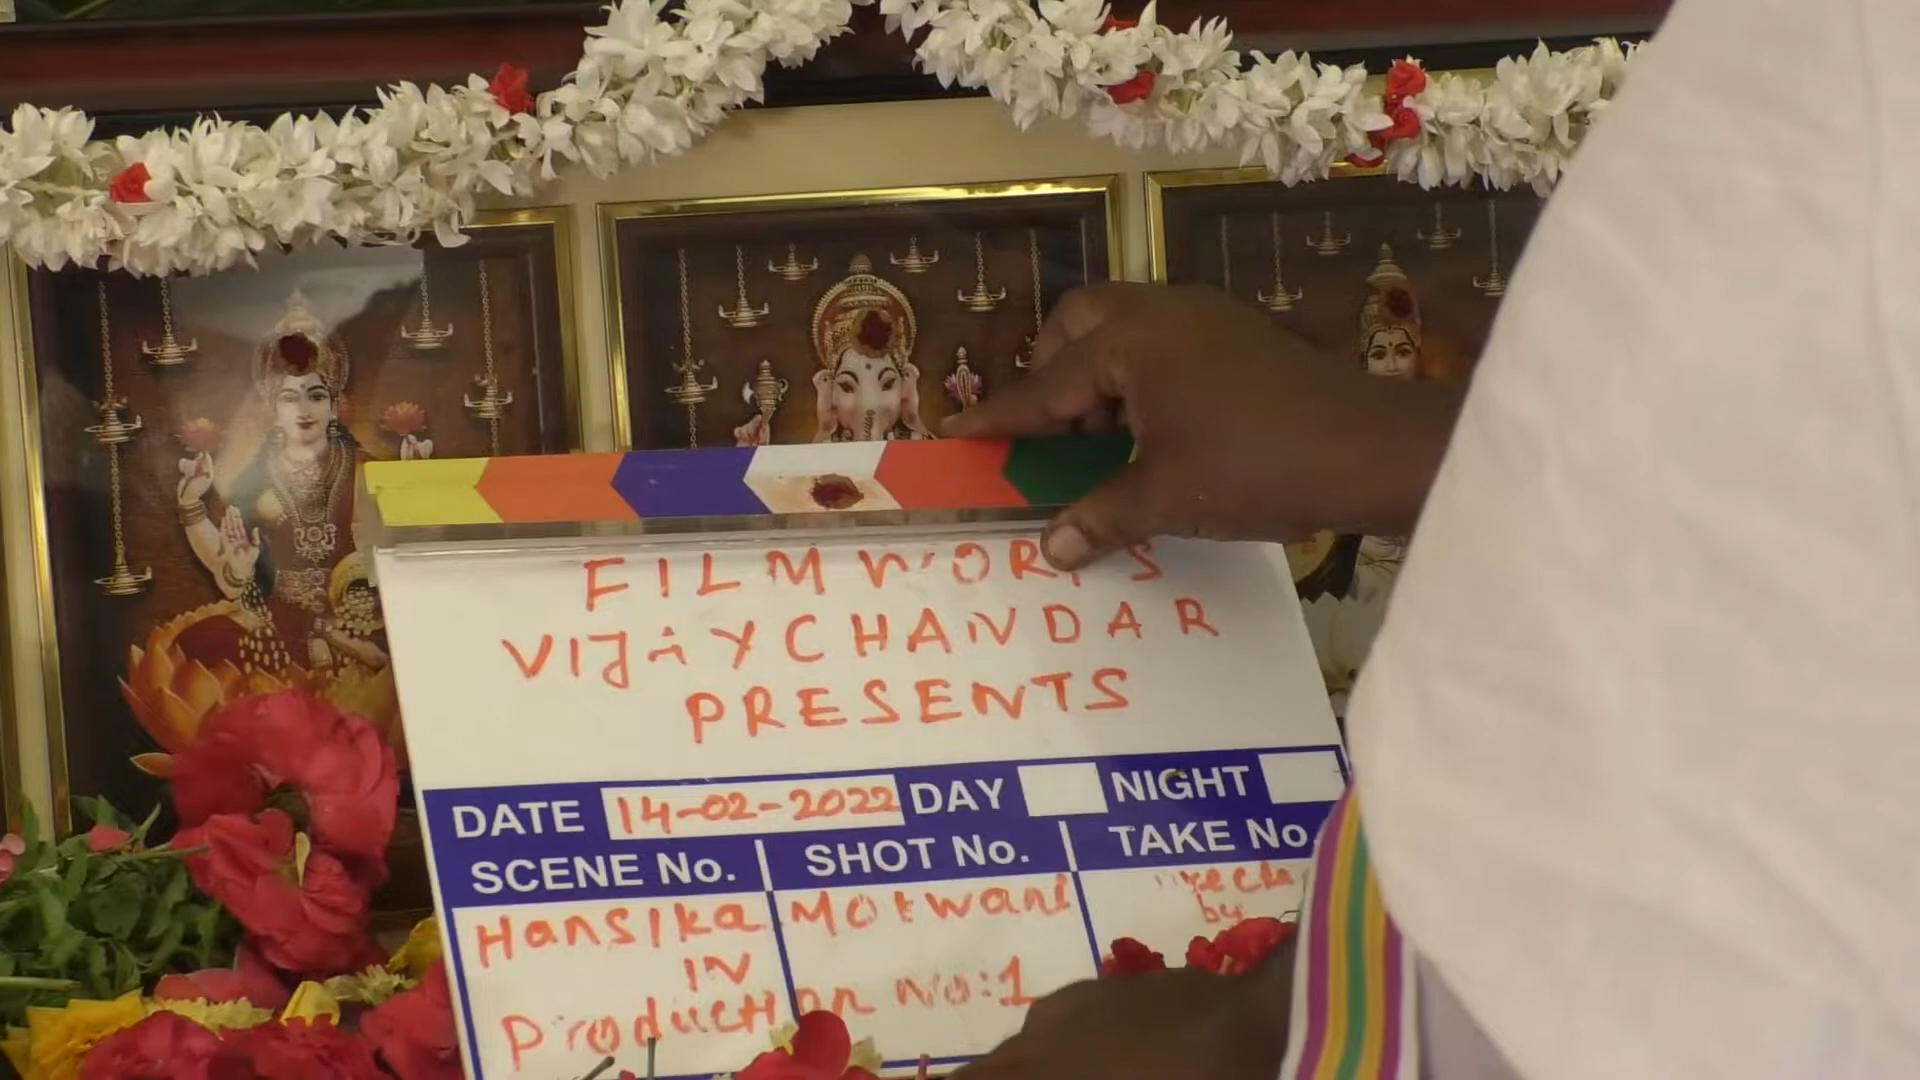 FILM WORKS
VIJAYCHANDAR
PRESENTS
DATE 14-02-2022 DAY NIGHT
SCENE No. SHOT No. TAKE No.
Hansika Motwani
by
IN
Production No:1